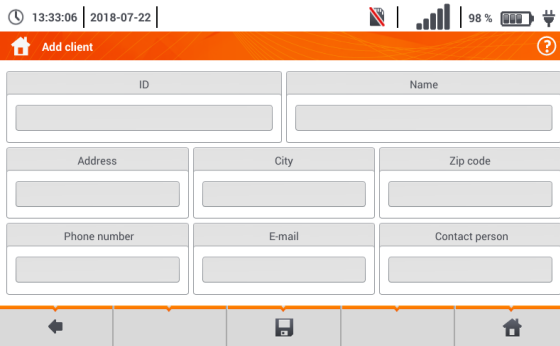 13:33:06 2018-07-22 98 %
Add client ?
ID Name
Address City Zip code
Phone number E-mail Contact person